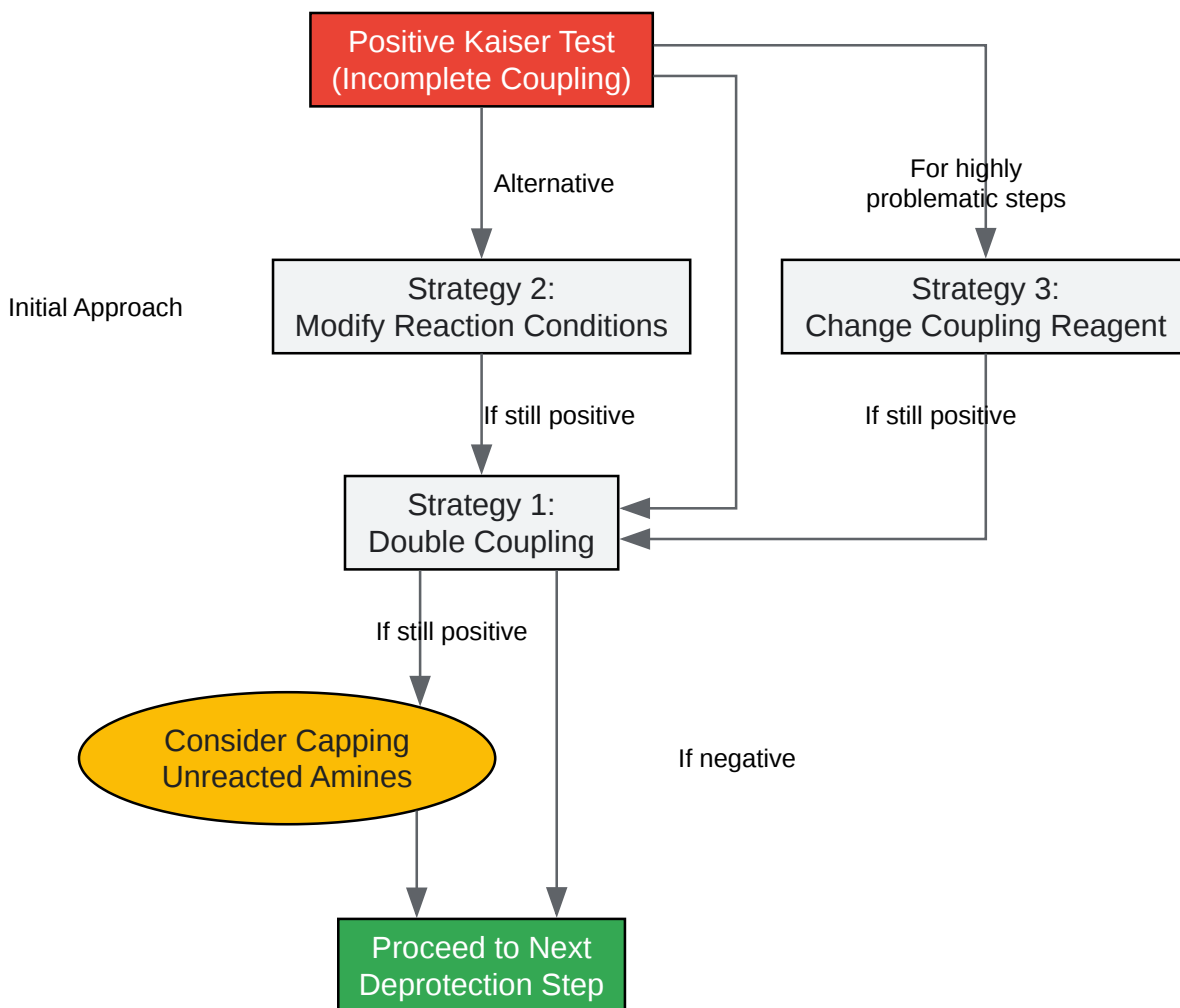 Positive Kaiser Test
(Incomplete Coupling)
Alternative
For highly
problematic steps
Initial Approach
Strategy 2:
Modify Reaction Conditions
Strategy 3:
Change Coupling Reagent
If still positive
If still positive
Strategy 1:
Double Coupling
If still positive
Consider Capping
Unreacted Amines
If negative
Proceed to Next
Deprotection Step